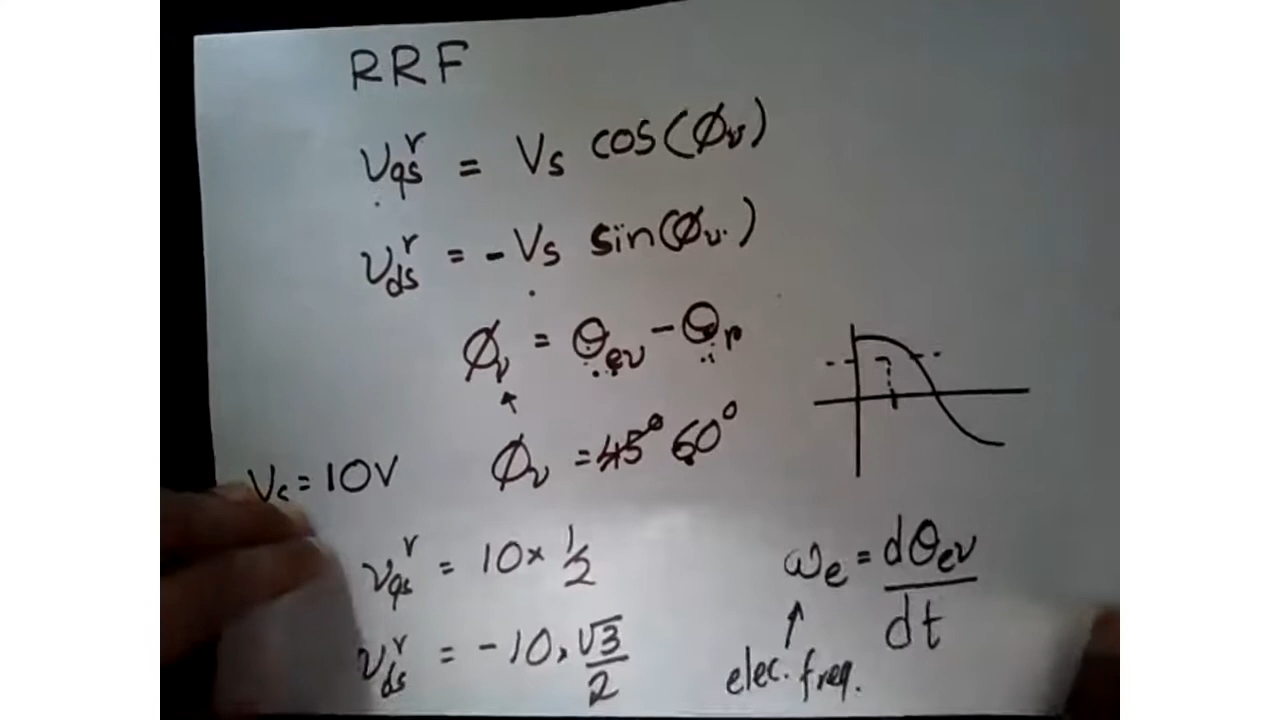 RRF
v_qs^r = Vs cos(ϕv)
v_ds^r = -Vs sin(ϕv)
ϕv = θev - θr
ϕv = 45° 60°
Vs = 10V
v_qs^r = 10 × 1/2
v_ds^r = -10 × √3/2
ωe = dθev/dt
elec. freq.